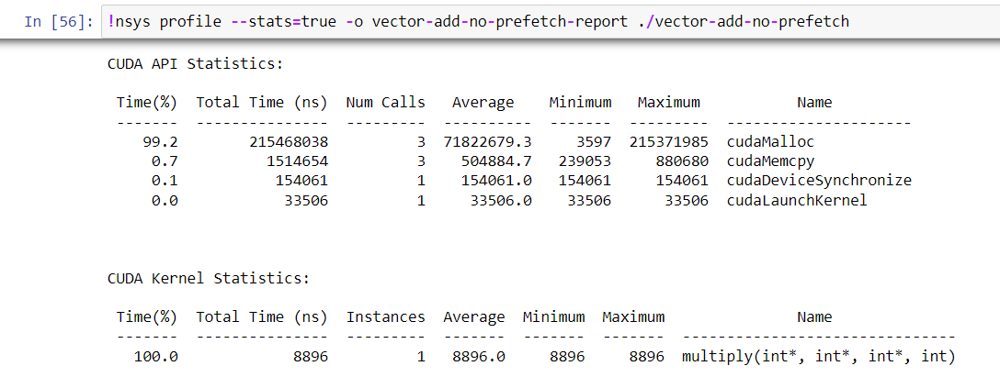 In [56]: !nsys profile --stats=true -o vector-add-no-prefetch-report ./vector-add-no-prefetch
CUDA API Statistics:
Time(%) Total Time (ns) Num Calls Average Minimum Maximum Name
------- --------------- --------- ---------- ------- --------- ---------------------
99.2 215468038 3 71822679.3 3597 215371985 cudaMalloc
0.7 1514654 3 504884.7 239053 880680 cudaMemcpy
0.1 154061 1 154061.0 154061 154061 cudaDeviceSynchronize
0.0 33506 1 33506.0 33506 33506 cudaLaunchKernel
CUDA Kernel Statistics:
Time(%) Total Time (ns) Instances Average Minimum Maximum Name
------- --------------- --------- ------- ------- ------- -------------------------------
100.0 8896 1 8896.0 8896 8896 multiply(int*, int*, int*, int)